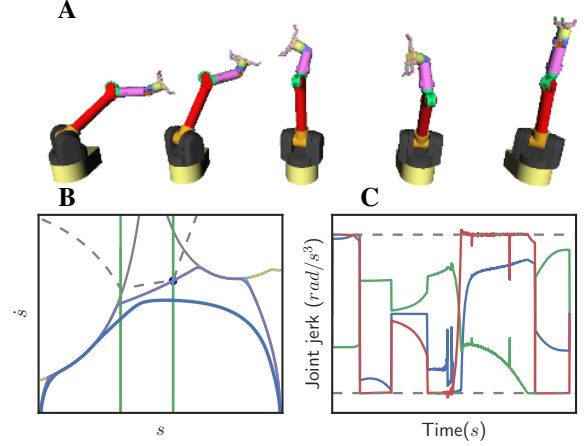 A
B
C
ṡ
s
Joint jerk (rad/s³)
Time(s)